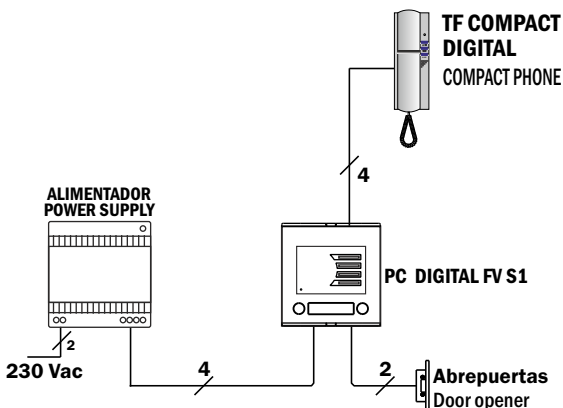 TF COMPACT
DIGITAL
COMPACT PHONE
4
ALIMENTADOR
POWER SUPPLY
PC DIGITAL FV S1
2
230 Vac
4
2
Abrepuertas
Door opener